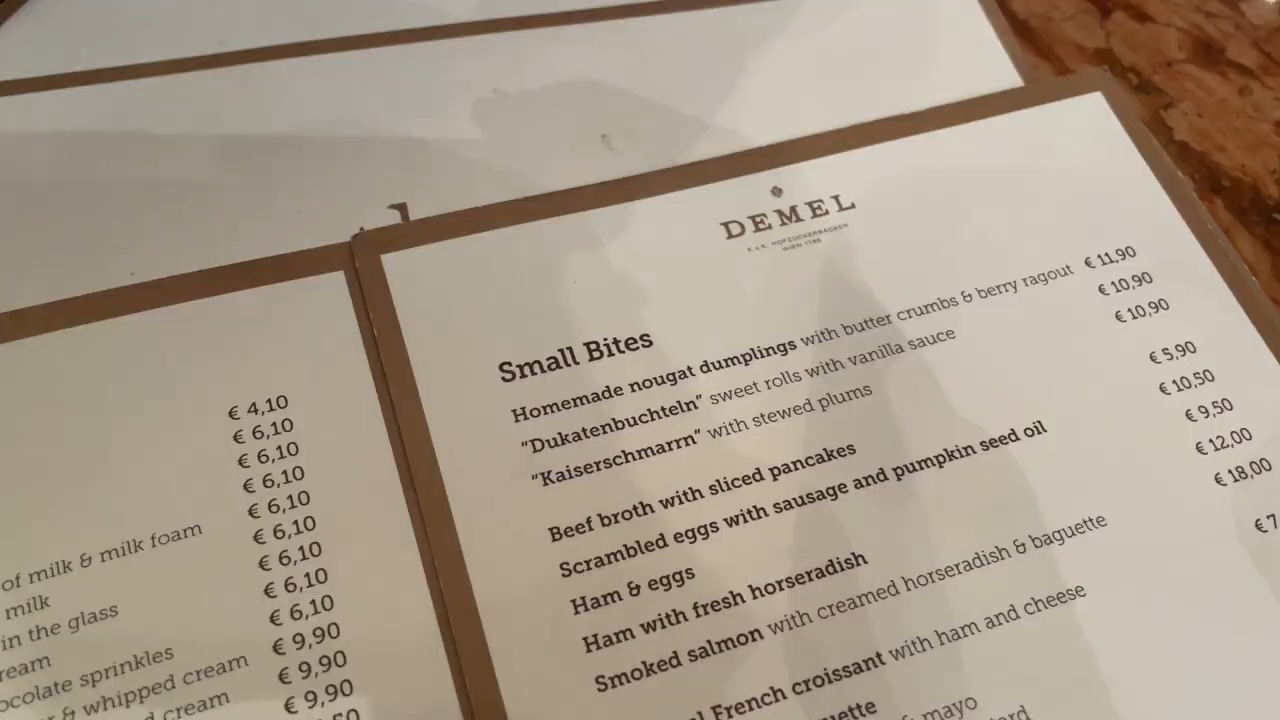 DEMEL
K.u.K. HOFZUCKERBÄCKER
WIEN 1786
Small Bites
Homemade nougat dumplings with butter crumbs & berry ragout € 11,90
"Dukatenbuchteln" sweet rolls with vanilla sauce € 10,90
"Kaiserschmarrn" with stewed plums € 10,90
Beef broth with sliced pancakes € 5,90
Scrambled eggs with sausage and pumpkin seed oil € 10,50
Ham & eggs € 9,50
Ham with fresh horseradish € 12,00
Smoked salmon with creamed horseradish & baguette € 18,00
French croissant with ham and cheese € 7
& mayo
€ 4,10
€ 6,10
€ 6,10
€ 6,10
€ 6,10
of milk & milk foam € 6,10
milk € 6,10
in the glass € 6,10
€ 6,10
sprinkles € 9,90
& whipped cream € 9,90
cream € 9,90